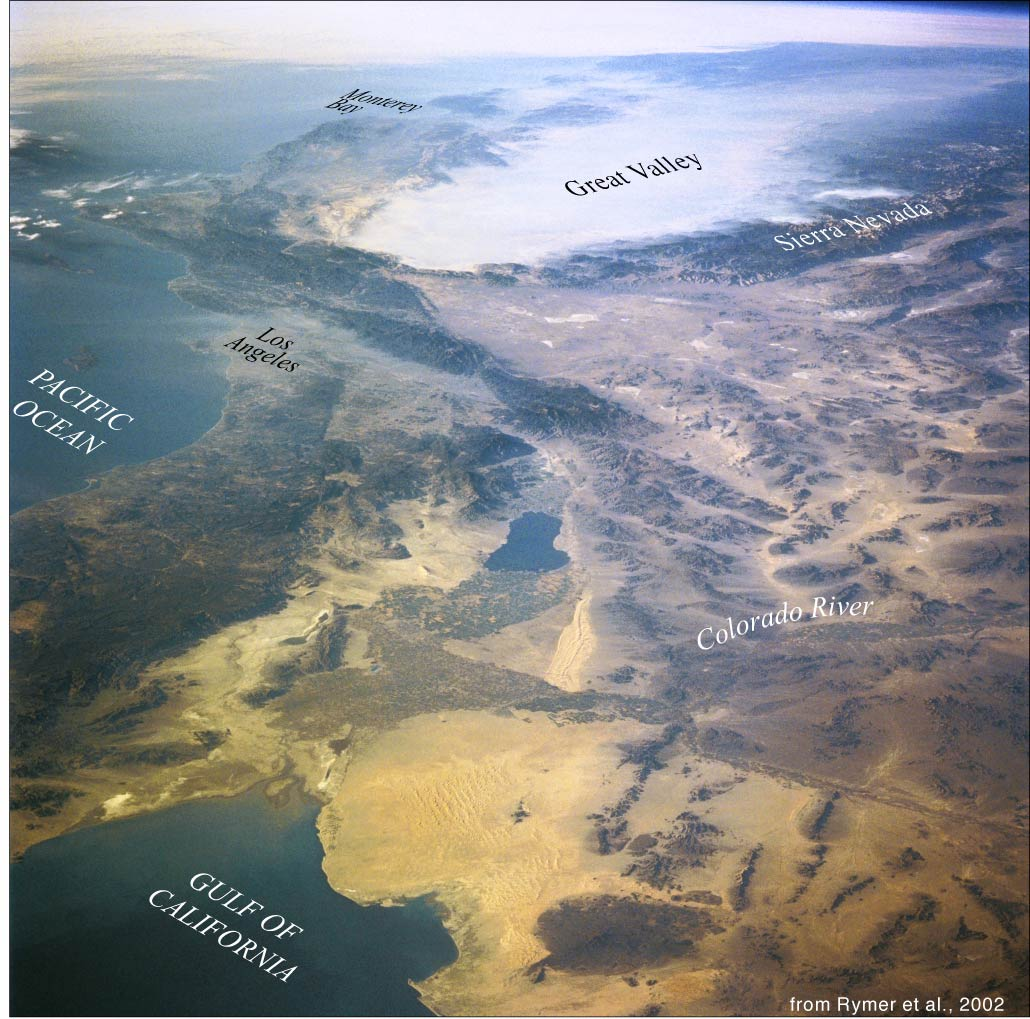 Monterey
Bay
Great Valley
Sierra Nevada
Los
Angeles
PACIFIC
OCEAN
Colorado River
GULF OF
CALIFORNIA
from Rymer et al., 2002